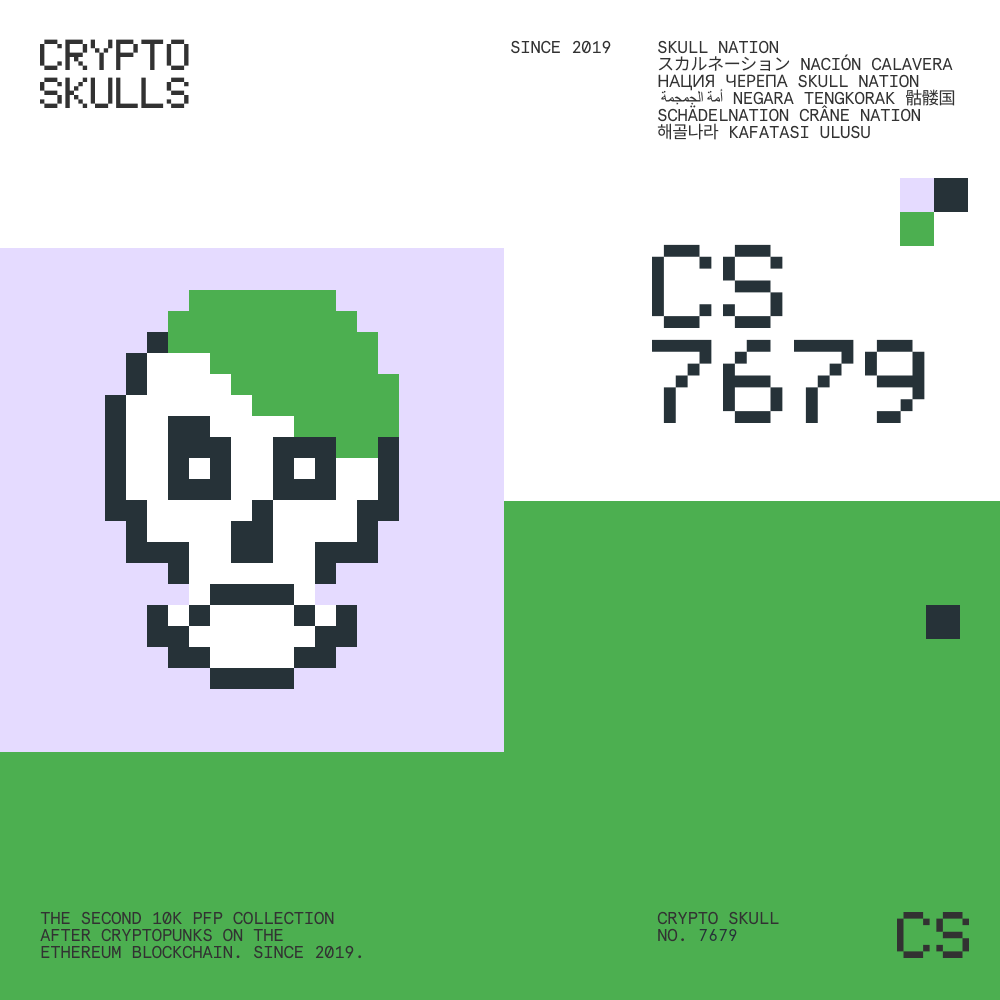 CRYPTO
SKULLS
SINCE 2019
SKULL NATION
スカルネーション NACIÓN CALAVERA
НАЦИЯ ЧЕРЕПА SKULL NATION
أمة الجمجمة NEGARA TENGKORAK 骷髅国
SCHÄDELNATION CRÂNE NATION
해골나라 KAFATASI ULUSU
CS
7679
THE SECOND 10K PFP COLLECTION
AFTER CRYPTOPUNKS ON THE
ETHEREUM BLOCKCHAIN. SINCE 2019.
CRYPTO SKULL
NO. 7679
CS